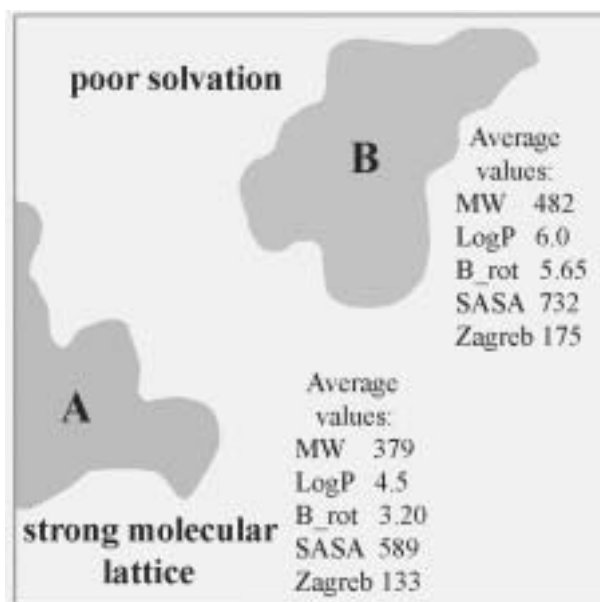 poor solvation
B
Average
values:
MW 482
LogP 6.0
B_rot 5.65
SASA 732
Zagreb 175
A
Average
values:
MW 379
LogP 4.5
B_rot 3.20
SASA 589
Zagreb 133
strong molecular
lattice